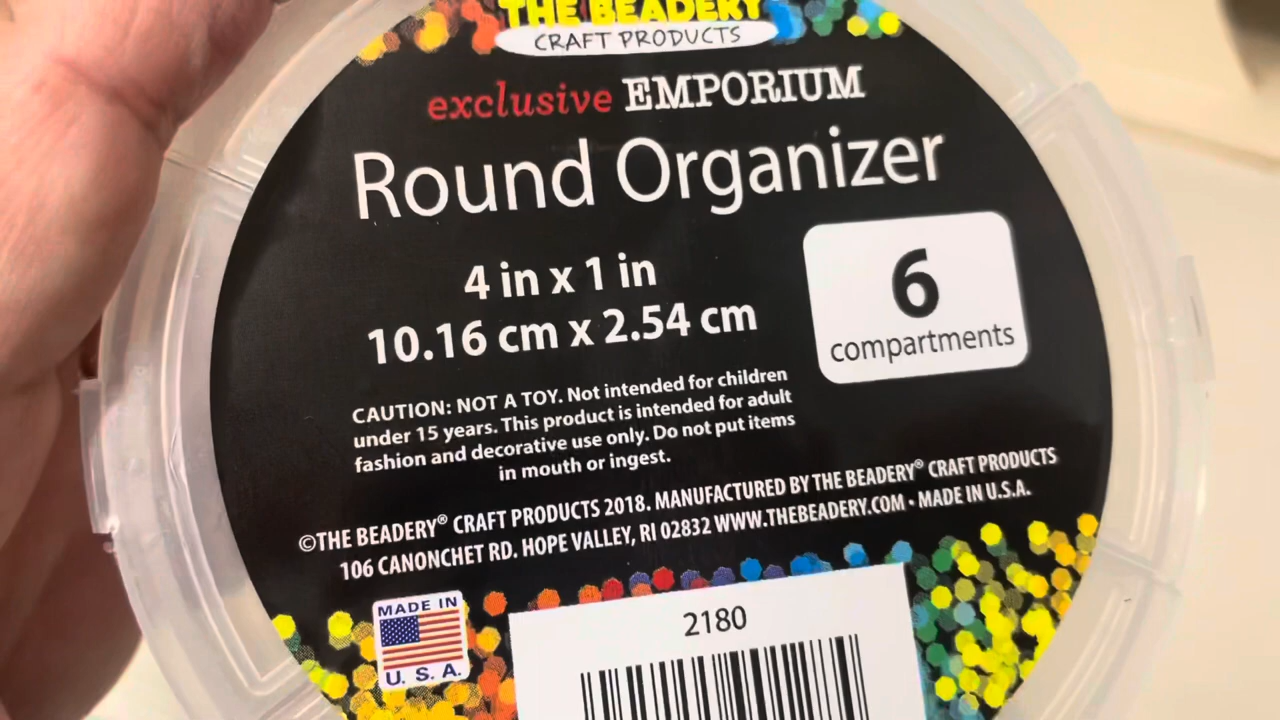 THE BEADERY
CRAFT PRODUCTS
exclusive EMPORIUM
Round Organizer
4 in x 1 in
10.16 cm x 2.54 cm
6
compartments
CAUTION: NOT A TOY. Not intended for children
under 15 years. This product is intended for adult
fashion and decorative use only. Do not put items
in mouth or ingest.
©THE BEADERY® CRAFT PRODUCTS 2018. MANUFACTURED BY THE BEADERY® CRAFT PRODUCTS
106 CANONCHET RD. HOPE VALLEY, RI 02832 WWW.THEBEADERY.COM • MADE IN U.S.A.
MADE IN
U. S. A.
2180